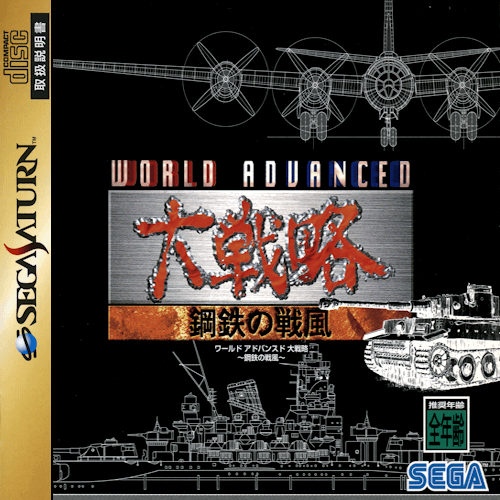 COMPACT
disc
取扱説明書
SEGA SATURN™
WORLD ADVANCED
大戦略
鋼鉄の戦風
ワールド アドバンスド 大戦略
～鋼鉄の戦風～
推奨年齢
全年齢
SEGA